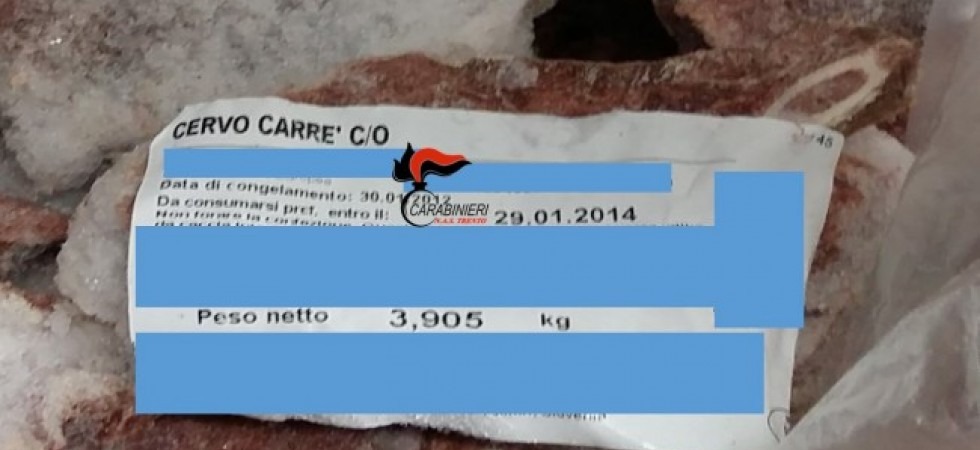 CERVO CARRE' C/O
Data di congelamento: 30.01.2012
Da consumarsi pref. entro il: 29.01.2014
CARABINIERI
N.A.S. TRENTO
Peso netto 3,905 kg